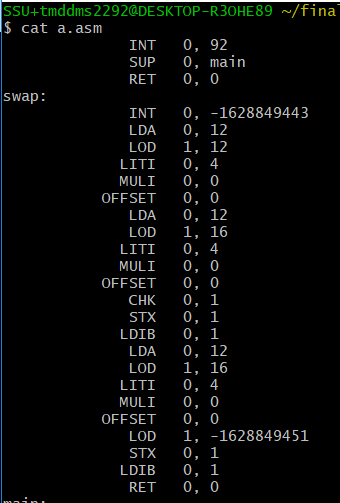 SSU+tmddms2292@DESKTOP-R3OHE89 ~/final
$ cat a.asm
INT 0, 92
SUP 0, main
RET 0, 0
swap:
INT 0, -1628849443
LDA 0, 12
LOD 1, 12
LITI 0, 4
MULI 0, 0
OFFSET 0, 0
LDA 0, 12
LOD 1, 16
LITI 0, 4
MULI 0, 0
OFFSET 0, 0
CHK 0, 1
STX 0, 1
LDIB 0, 1
LDA 0, 12
LOD 1, 16
LITI 0, 4
MULI 0, 0
OFFSET 0, 0
LOD 1, -1628849451
STX 0, 1
LDIB 0, 1
RET 0, 0
main: